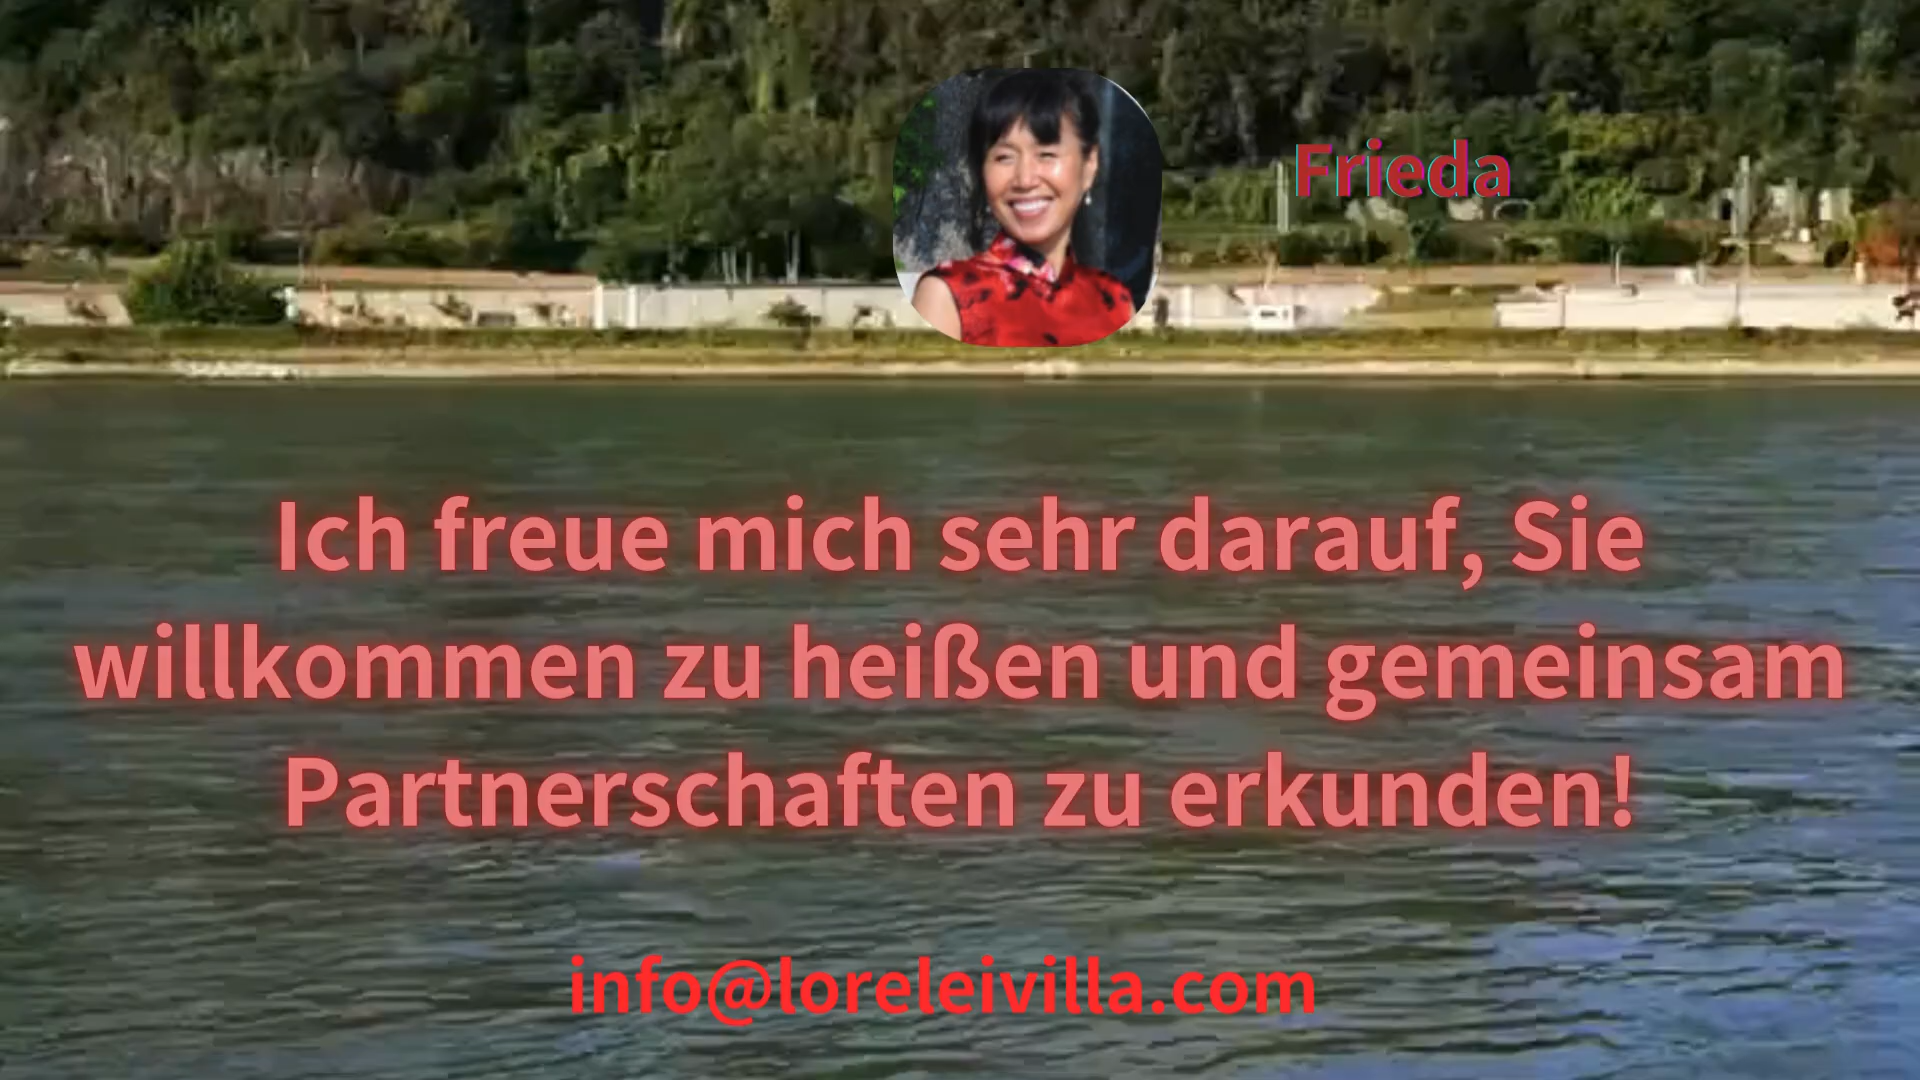 Frieda
Ich freue mich sehr darauf, Sie
willkommen zu heißen und gemeinsam
Partnerschaften zu erkunden!
info@loreleivilla.com